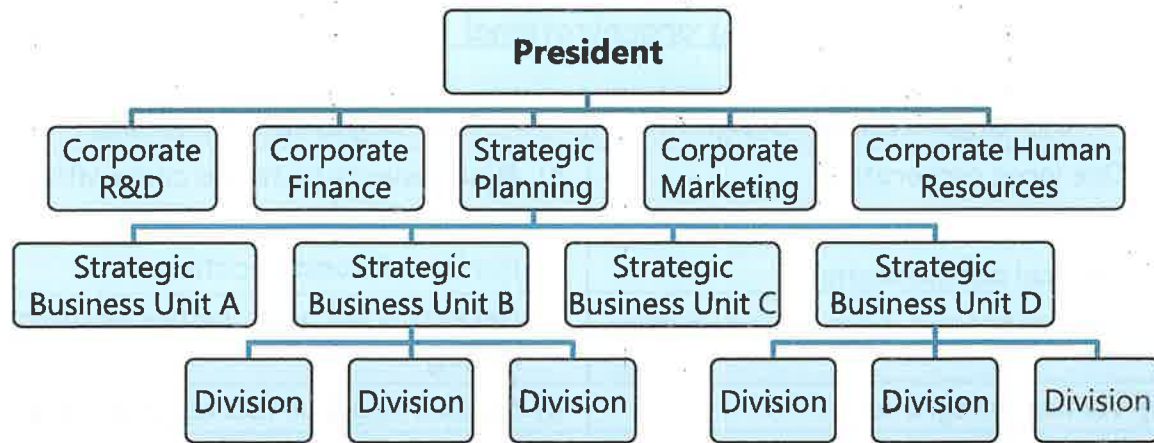 President
Corporate
R&D
Corporate
Finance
Strategic
Planning
Corporate
Marketing
Corporate Human
Resources
Strategic
Business Unit A
Strategic
Business Unit B
Strategic
Business Unit C
Strategic
Business Unit D
Division
Division
Division
Division
Division
Division